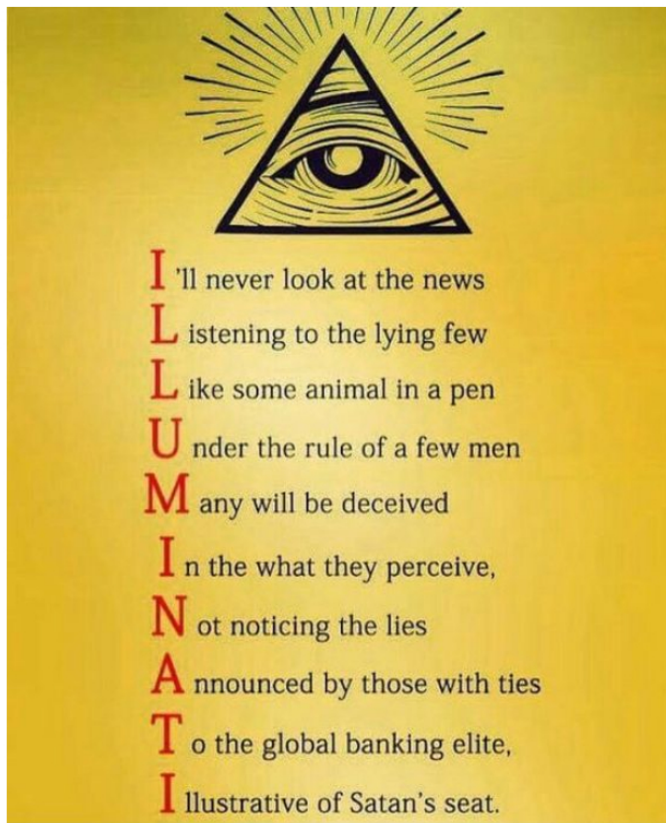 I'll never look at the news
Listening to the lying few
Like some animal in a pen
Under the rule of a few men
Many will be deceived
In the what they perceive,
Not noticing the lies
Announced by those with ties
To the global banking elite,
Illustrative of Satan's seat.